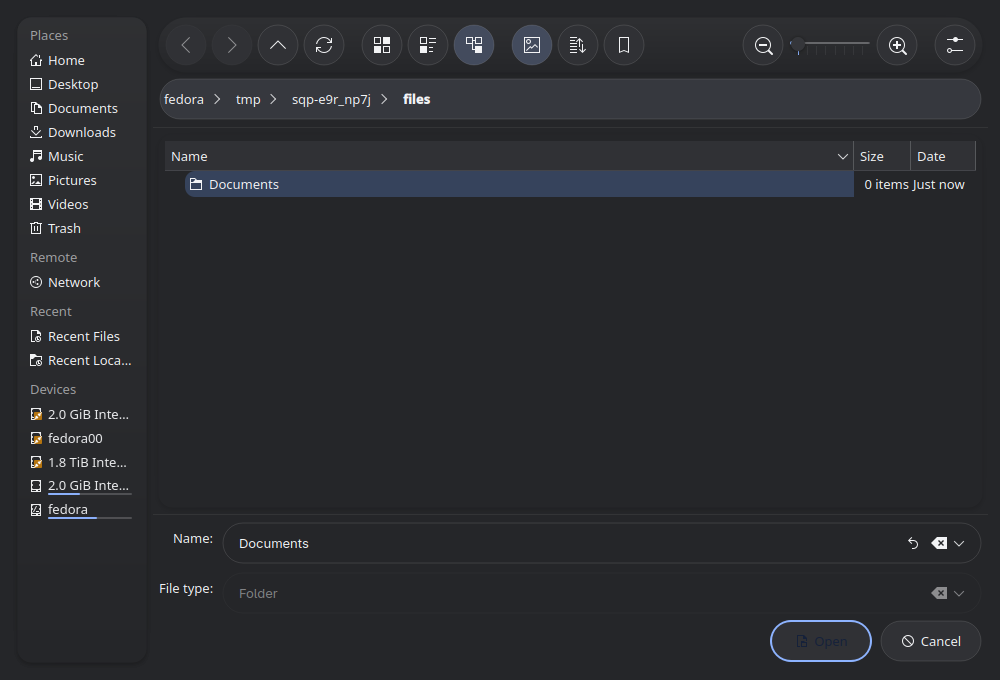 Places
Home
Desktop
Documents
Downloads
Music
Pictures
Videos
Trash
Remote
Network
Recent
Recent Files
Recent Loca...
Devices
2.0 GiB Inte...
fedora00
1.8 TiB Inte...
2.0 GiB Inte...
fedora
fedora > tmp > sqp-e9r_np7j > files
Name Size Date
Documents 0 items Just now
Name: Documents
File type: Folder
Open Cancel